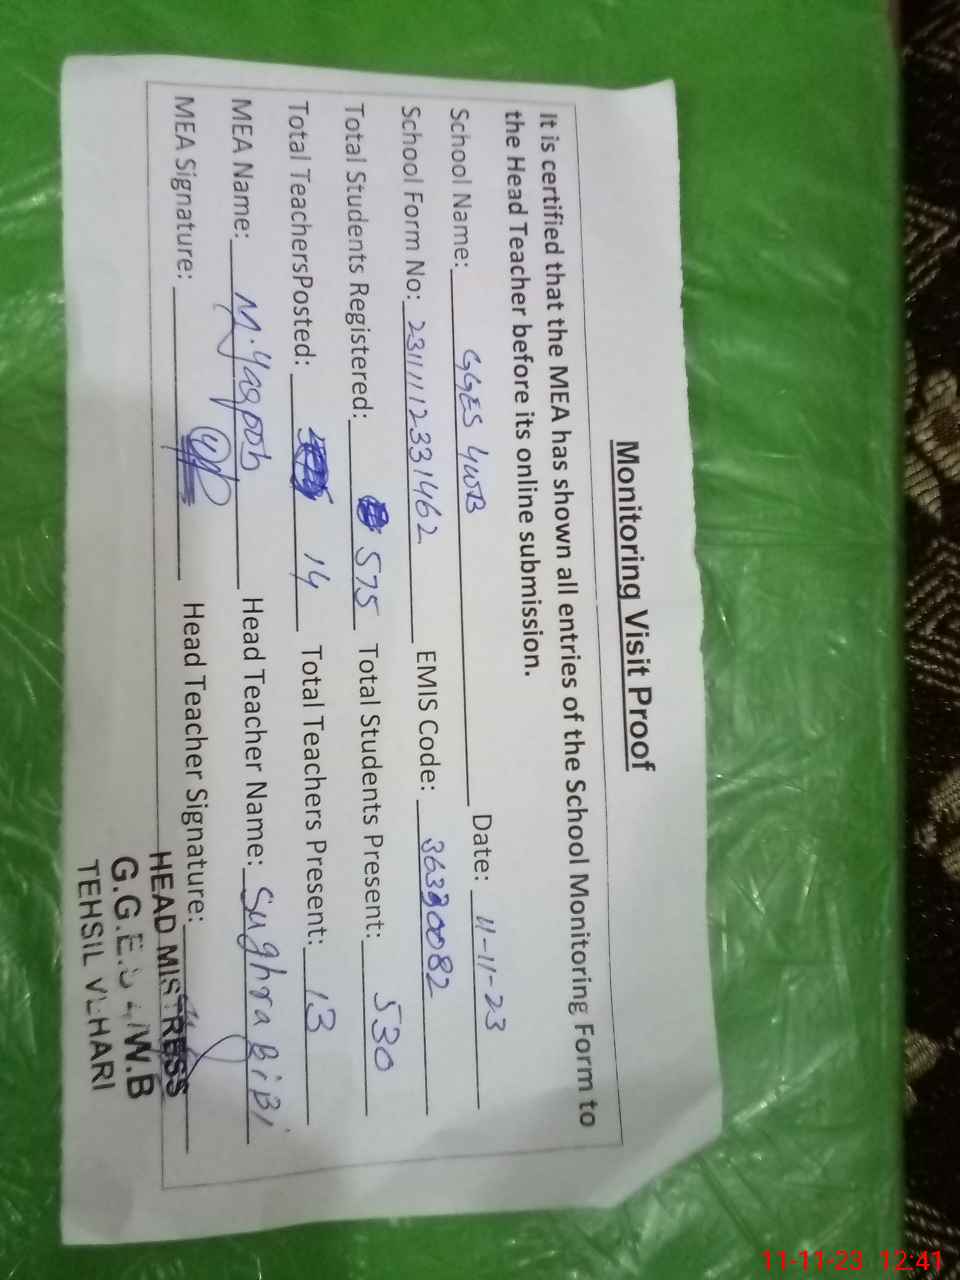 Monitoring Visit Proof
It is certified that the MEA has shown all entries of the School Monitoring Form to
the Head Teacher before its online submission.
School Name: GGES 4WB Date: 11-11-23
School Form No: 2311111233 1462 EMIS Code: 36330082
Total Students Registered: 575 Total Students Present: 530
Total TeachersPosted: 14 Total Teachers Present: 13
MEA Name: M.Yaqoob Head Teacher Name: Sughra BiBi
MEA Signature: Head Teacher Signature:
HEAD MISTRESS
G.G.E.S 4/W.B
TEHSIL VEHARI
11-11-23 12:41